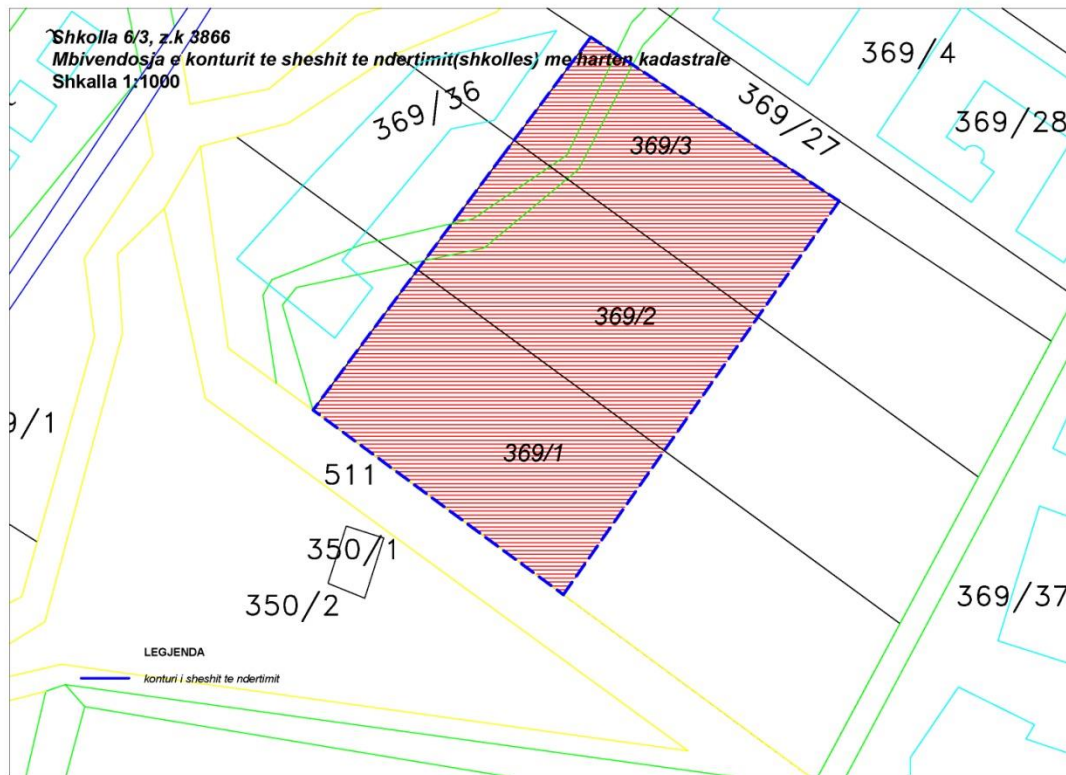 Shkolla 6/3, z.k 3866
Mbivendosja e konturit te sheshit te ndertimit(shkolles) me harten kadastrale
Shkalla 1:1000
369/4
369/36
369/27
369/28
369/3
369/2
9/1
369/1
511
350/1
350/2
369/37
LEGJENDA
konturi i sheshit te ndertimit